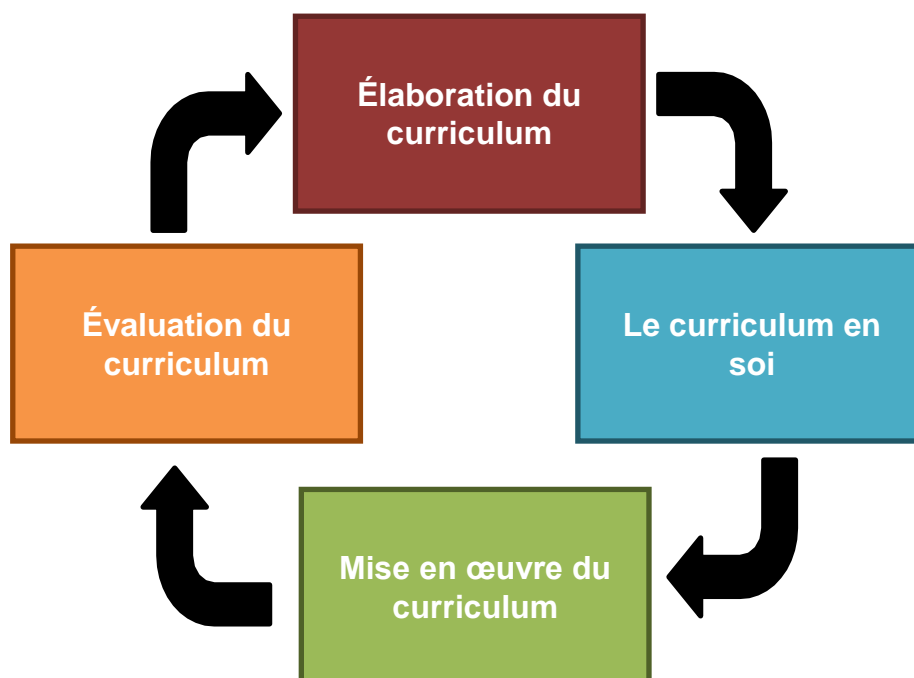 Élaboration du
curriculum
Le curriculum en
soi
Mise en œuvre du
curriculum
Évaluation du
curriculum